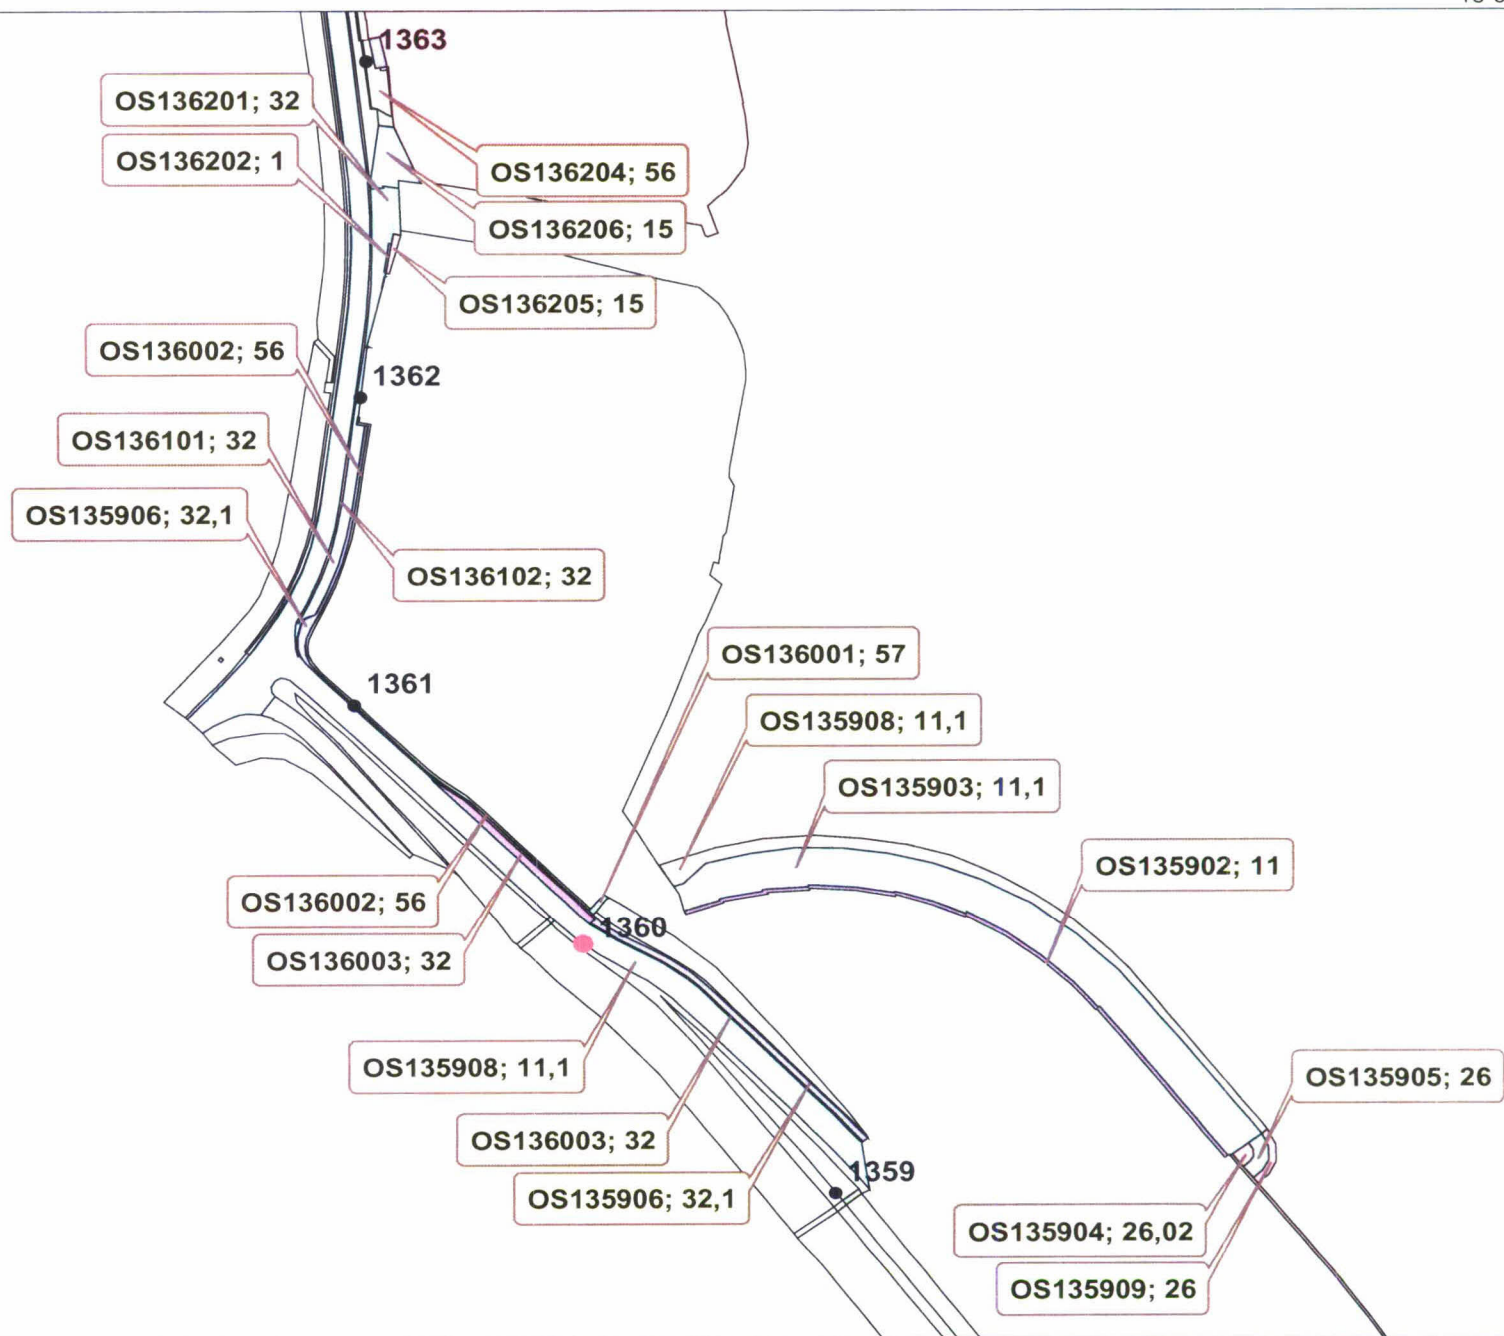 1363
OS136201; 32
OS136202; 1
OS136204; 56
OS136206; 15
OS136205; 15
OS136002; 56
1362
OS136101; 32
OS135906; 32,1
OS136102; 32
OS136001; 57
1361
OS135908; 11,1
OS135903; 11,1
OS135902; 11
OS136002; 56
1360
OS136003; 32
OS135908; 11,1
OS135905; 26
OS136003; 32
1359
OS135906; 32,1
OS135904; 26,02
OS135909; 26